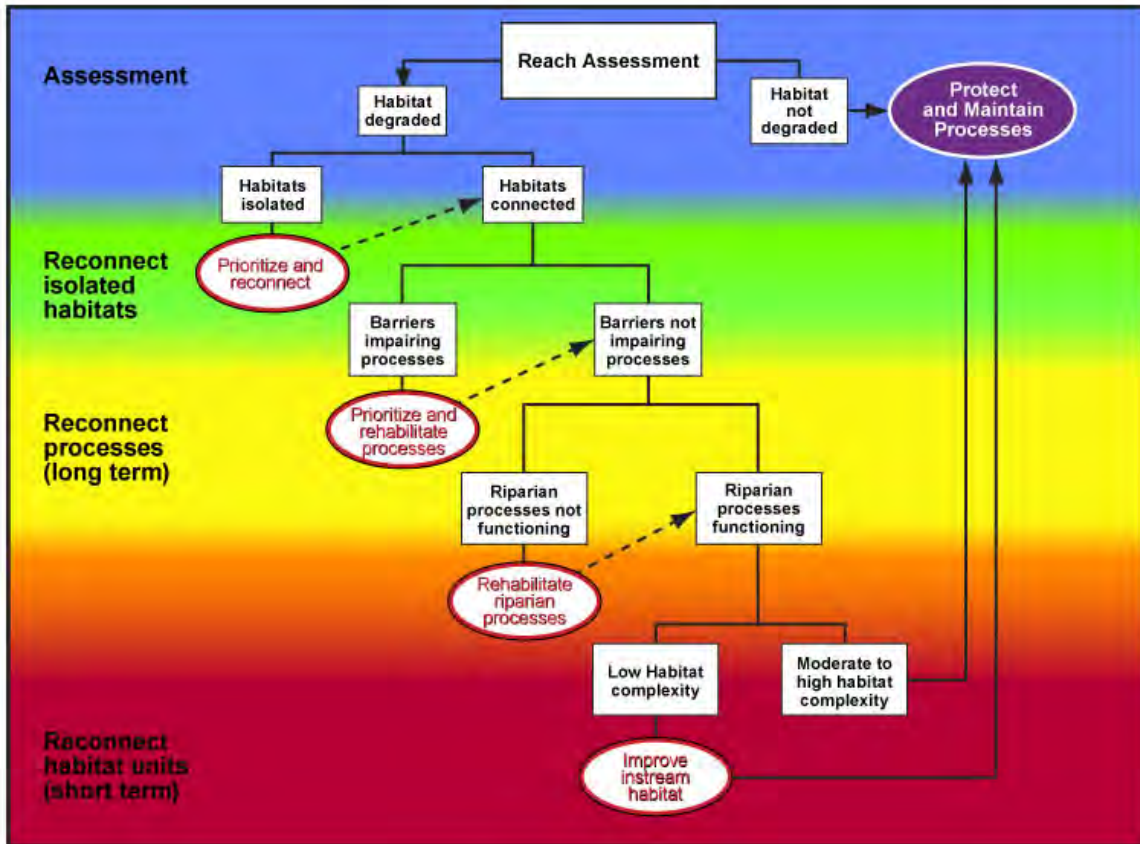 Assessment
Reach Assessment
Habitat
degraded
Habitat
not
degraded
Protect
and Maintain
Processes
Habitats
isolated
Habitats
connected
Reconnect
isolated
habitats
Prioritize and
reconnect
Barriers
impairing
processes
Barriers not
impairing
processes
Reconnect
processes
(long term)
Prioritize and
rehabilitate
processes
Riparian
processes not
functioning
Riparian
processes
functioning
Rehabilitate
riparian
processes
Low Habitat
complexity
Moderate to
high habitat
complexity
Reconnect
habitat units
(short term)
Improve
instream
habitat